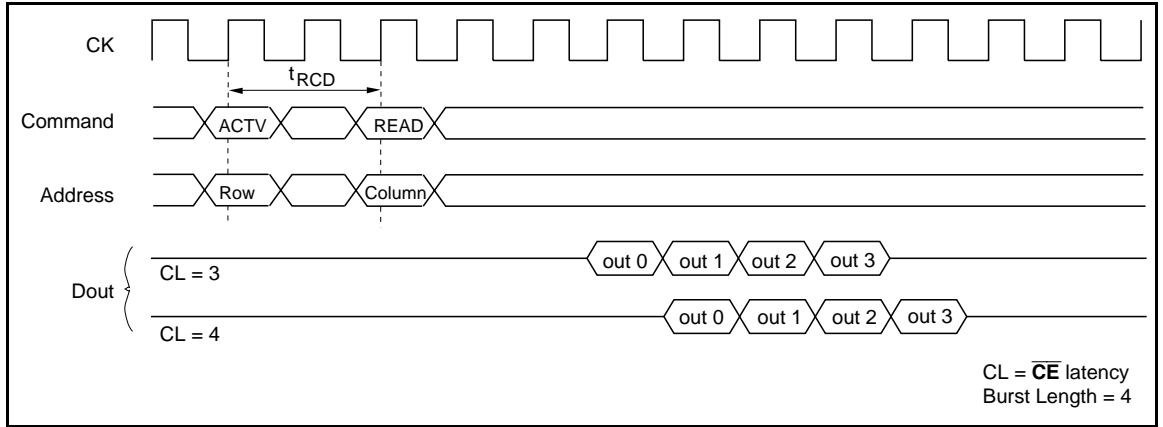 CK
tRCD
Command
ACTV
READ
Address
Row
Column
Dout
CL = 3
out 0 out 1 out 2 out 3
CL = 4
out 0 out 1 out 2 out 3
CL = CE latency
Burst Length = 4